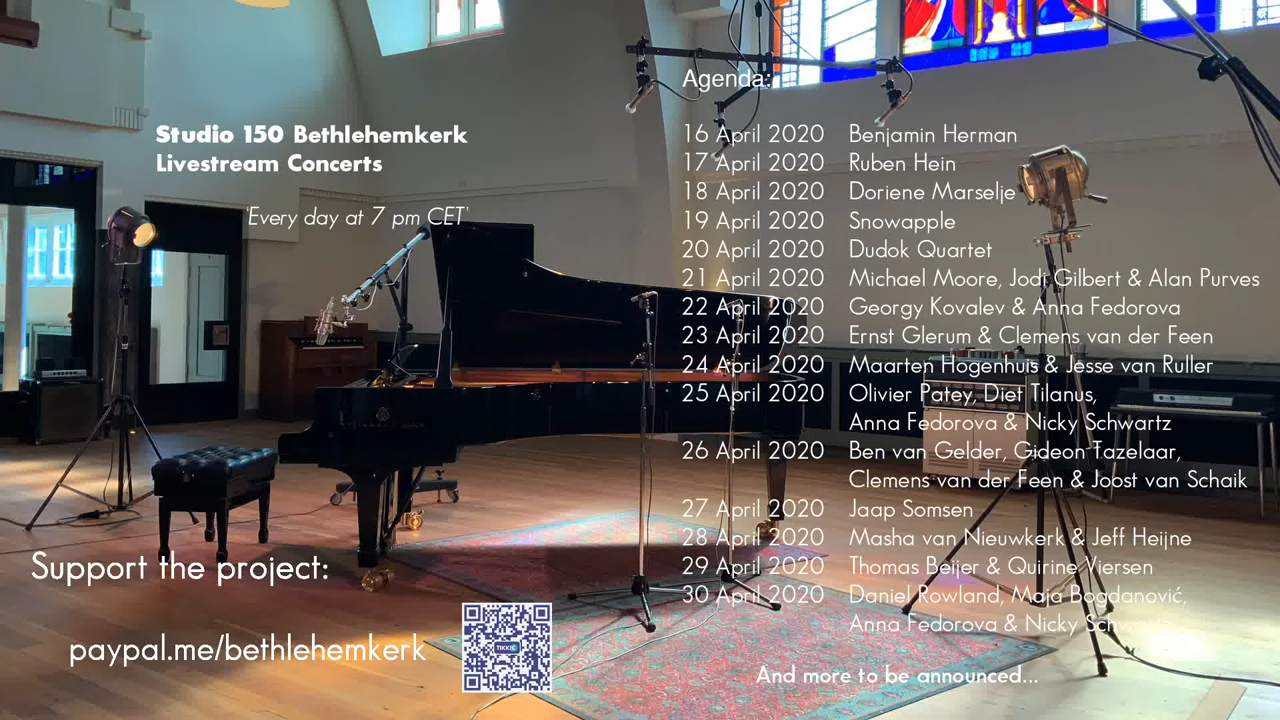 Studio 150 Bethlehemkerk
Livestream Concerts
'Every day at 7 pm CET'
Support the project:
paypal.me/bethlehemkerk
TIKKIE
Agenda:
16 April 2020 Benjamin Herman
17 April 2020 Ruben Hein
18 April 2020 Doriene Marselje
19 April 2020 Snowapple
20 April 2020 Dudok Quartet
21 April 2020 Michael Moore, Jodi Gilbert & Alan Purves
22 April 2020 Georgy Kovalev & Anna Fedorova
23 April 2020 Ernst Glerum & Clemens van der Feen
24 April 2020 Maarten Hogenhuis & Jesse van Ruller
25 April 2020 Olivier Patey, Diet Tilanus,
Anna Fedorova & Nicky Schwartz
26 April 2020 Ben van Gelder, Gideon Tazelaar,
Clemens van der Feen & Joost van Schaik
27 April 2020 Jaap Somsen
28 April 2020 Masha van Nieuwkerk & Jeff Heijne
29 April 2020 Thomas Beijer & Quirine Viersen
30 April 2020 Daniel Rowland, Maja Bogdanović,
Anna Fedorova & Nicky Schwartz
And more to be announced...